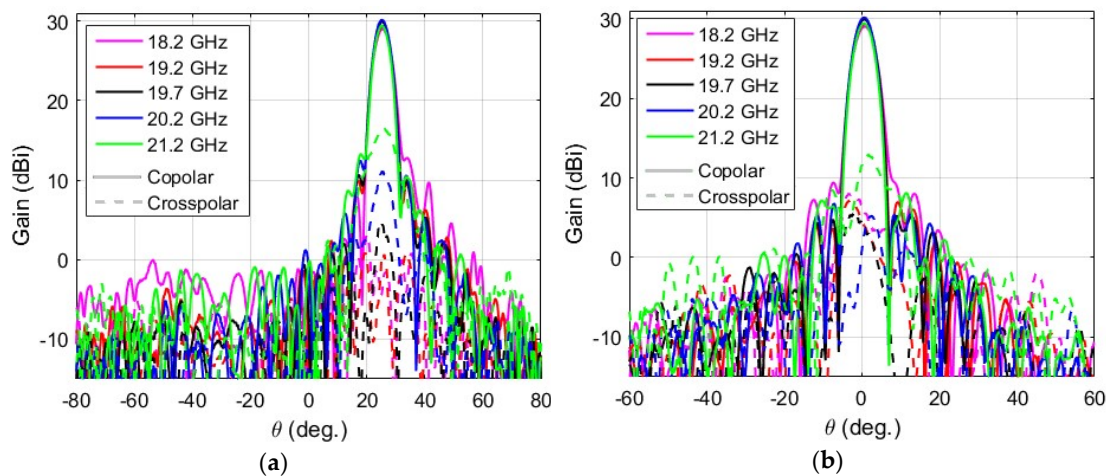 30
20
10
0
-10
Gain (dBi)
18.2 GHz
19.2 GHz
19.7 GHz
20.2 GHz
21.2 GHz
Copolar
Crosspolar
-80 -60 -40 -20 0 20 40 60 80
θ (deg.)
(a)
30
20
10
0
-10
Gain (dBi)
18.2 GHz
19.2 GHz
19.7 GHz
20.2 GHz
21.2 GHz
Copolar
Crosspolar
-60 -40 -20 0 20 40 60
θ (deg.)
(b)